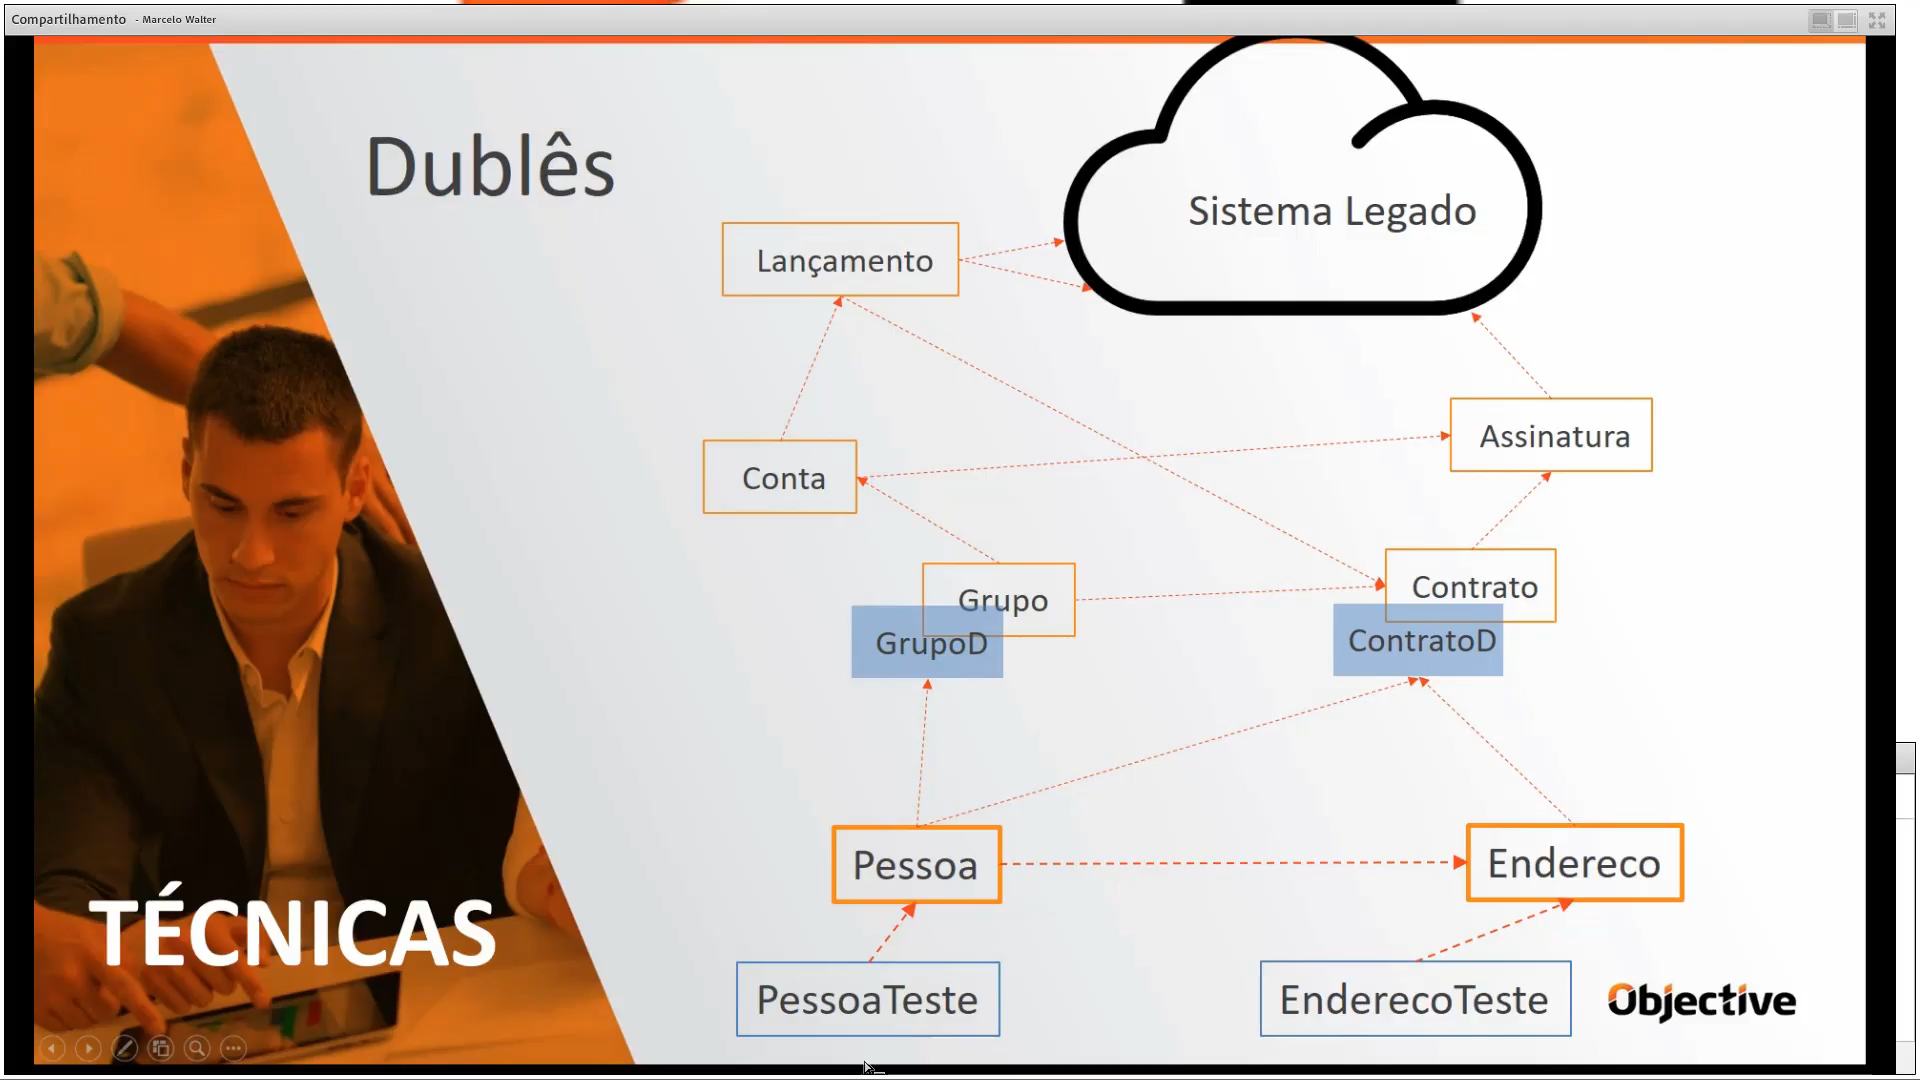 Compartilhamento - Marcelo Walter
Dublês
Sistema Legado
Lançamento
Assinatura
Conta
Contrato
Grupo
ContratoD
GrupoD
Pessoa
Endereco
TÉCNICAS
PessoaTeste
EnderecoTeste
Objective